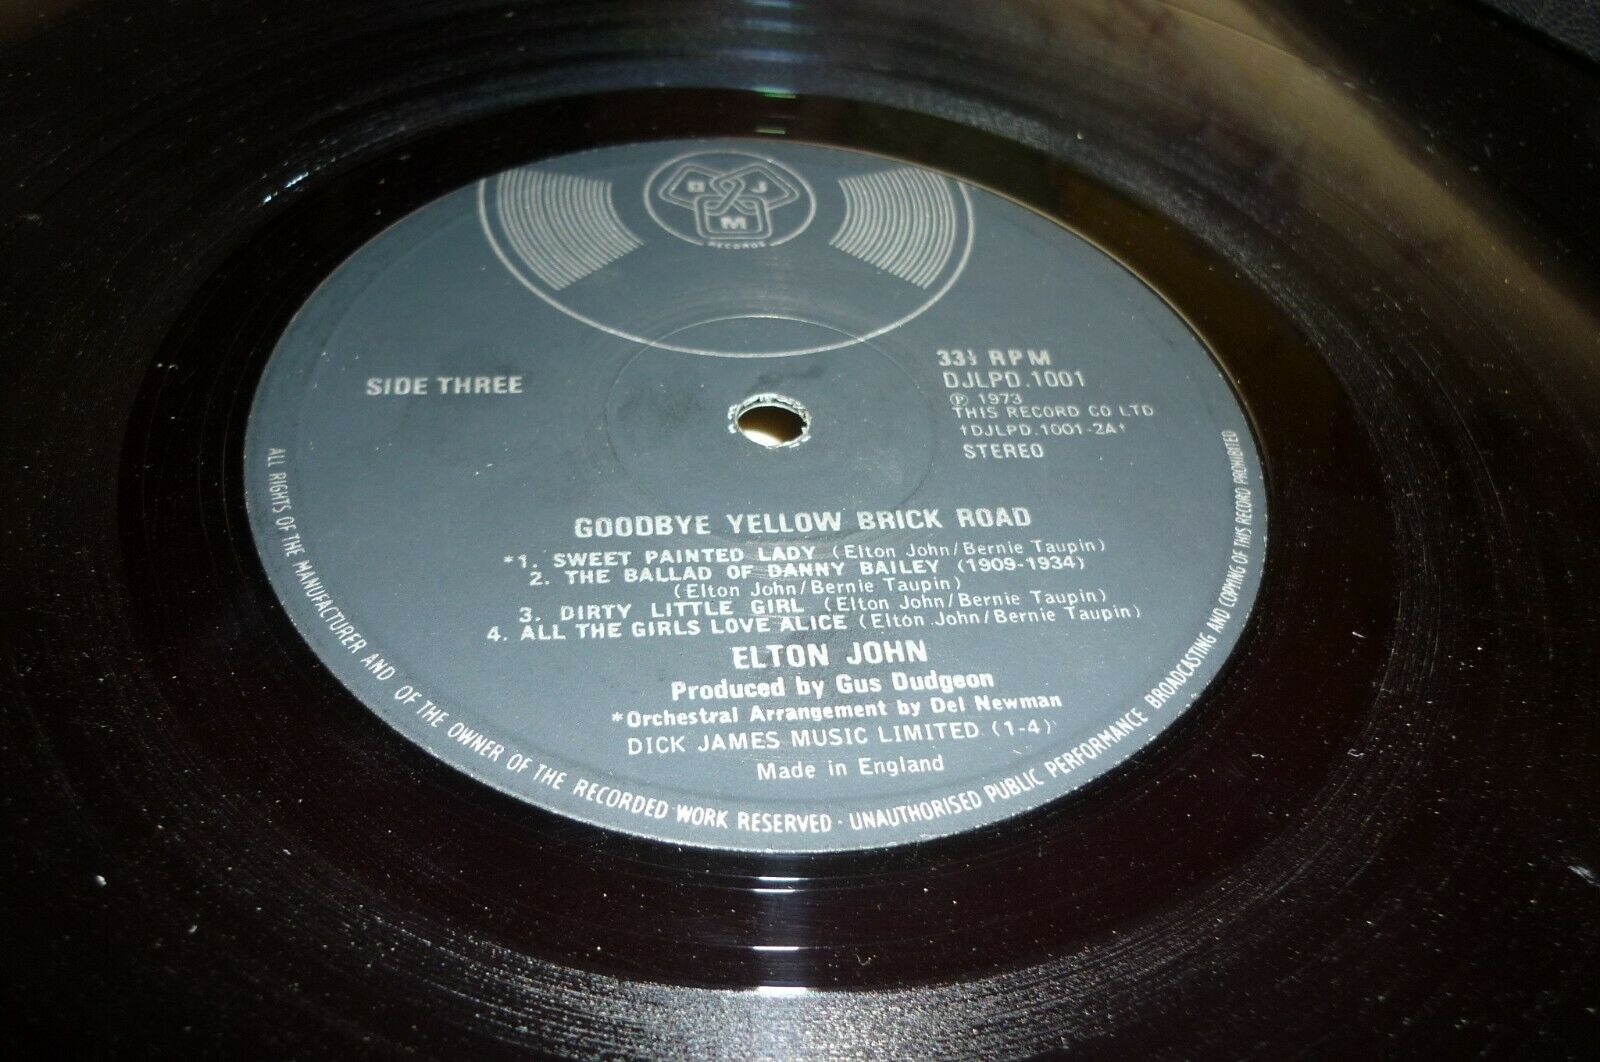 D J
M
RECORDS
SIDE THREE
33⅓ RPM
DJLPD.1001
℗ 1973
THIS RECORD CO LTD
†DJLPD.1001-2A†
STEREO
GOODBYE YELLOW BRICK ROAD
*1. SWEET PAINTED LADY (Elton John/Bernie Taupin)
2. THE BALLAD OF DANNY BAILEY (1909-1934)
(Elton John/Bernie Taupin)
3. DIRTY LITTLE GIRL (Elton John/Bernie Taupin)
4. ALL THE GIRLS LOVE ALICE (Elton John/Bernie Taupin)
ELTON JOHN
Produced by Gus Dudgeon
*Orchestral Arrangement by Del Newman
DICK JAMES MUSIC LIMITED (1-4)
Made in England
ALL RIGHTS OF THE MANUFACTURER AND OF THE OWNER OF THE RECORDED WORK RESERVED · UNAUTHORISED PUBLIC PERFORMANCE BROADCASTING AND COPYING OF THIS RECORD PROHIBITED